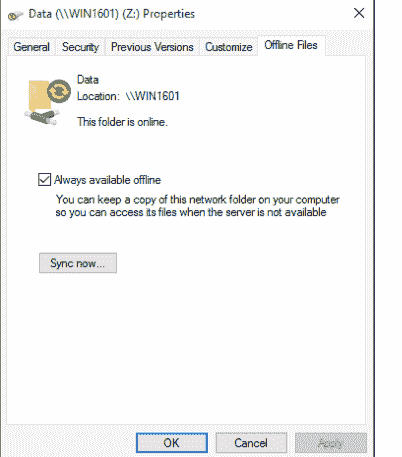 Data (\\WIN1601) (Z:) Properties
General Security Previous Versions Customize Offline Files
Data
Location: \\WIN1601
This folder is online.
Always available offline
You can keep a copy of this network folder on your computer
so you can access its files when the server is not available
Sync now...
OK Cancel Apply